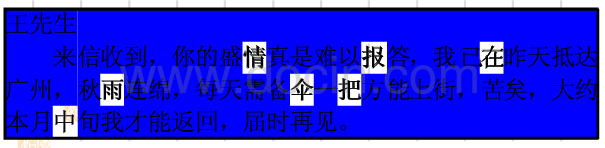 王先生
来信收到，你的盛情真是难以报答，我已在昨天抵达
广州，秋雨连绵，每天需备伞一把方能上街，苦矣，大约
本月中旬我才能返回，届时再见。